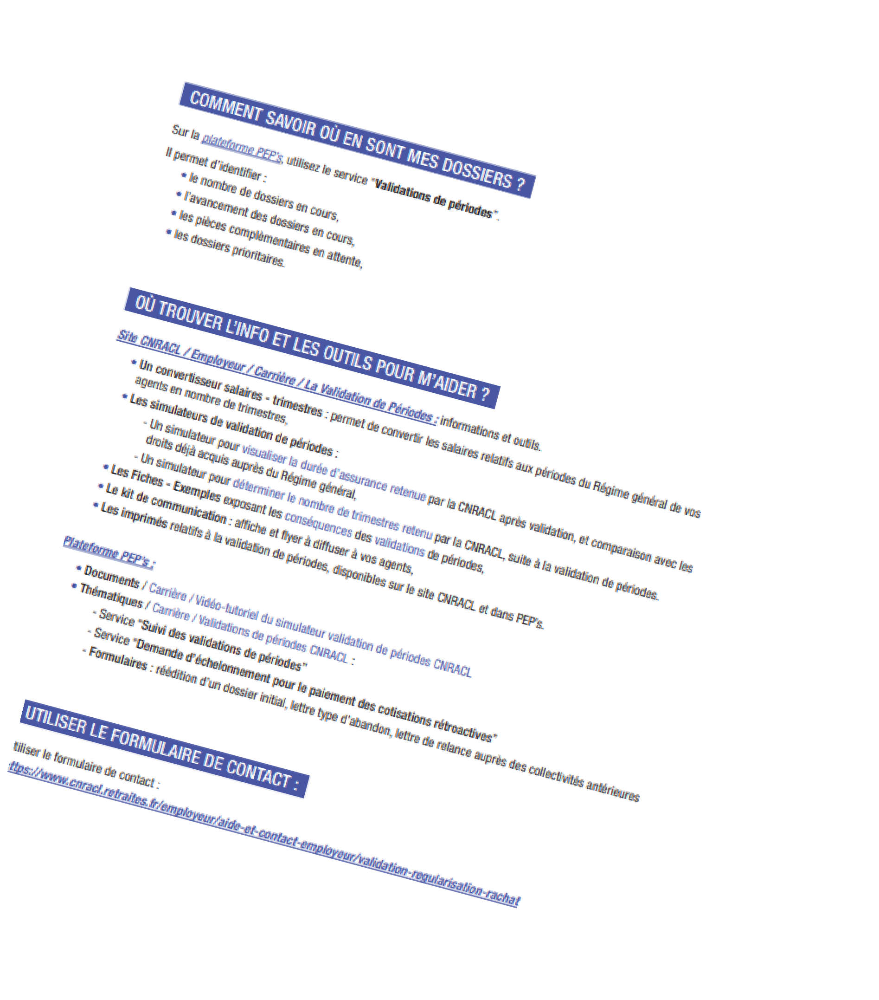 COMMENT SAVOIR OÙ EN SONT MES DOSSIERS ?
Sur la plateforme PEP's, utilisez le service "Validations de périodes".
Il permet d'identifier :
• le nombre de dossiers en cours,
• l'avancement des dossiers en cours,
• les pièces complémentaires en attente,
• les dossiers prioritaires.
OÙ TROUVER L'INFO ET LES OUTILS POUR M'AIDER ?
Site CNRACL / Employeur / Carrière / La Validation de Périodes : informations et outils.
• Un convertisseur salaires - trimestres : permet de convertir les salaires relatifs aux périodes du Régime général de vos
agents en nombre de trimestres,
• Les simulateurs de validation de périodes :
- Un simulateur pour visualiser la durée d'assurance retenue par la CNRACL après validation, et comparaison avec les
droits déjà acquis auprès du Régime général,
- Un simulateur pour déterminer le nombre de trimestres retenu par la CNRACL, suite à la validation de périodes.
• Les Fiches - Exemples exposant les conséquences des validations de périodes,
• Le kit de communication : affiche et flyer à diffuser à vos agents,
• Les imprimés relatifs à la validation de périodes, disponibles sur le site CNRACL et dans PEP's.
Plateforme PEP's :
• Documents / Carrière / Vidéo-tutoriel du simulateur validation de périodes CNRACL
• Thématiques / Carrière / Validations de périodes CNRACL :
- Service "Suivi des validations de périodes"
- Service "Demande d'échelonnement pour le paiement des cotisations rétroactives"
- Formulaires : réédition d'un dossier initial, lettre type d'abandon, lettre de relance auprès des collectivités antérieures
UTILISER LE FORMULAIRE DE CONTACT :
tiliser le formulaire de contact :
ttps://www.cnracl.retraites.fr/employeur/aide-et-contact-employeur/validation-regularisation-rachat